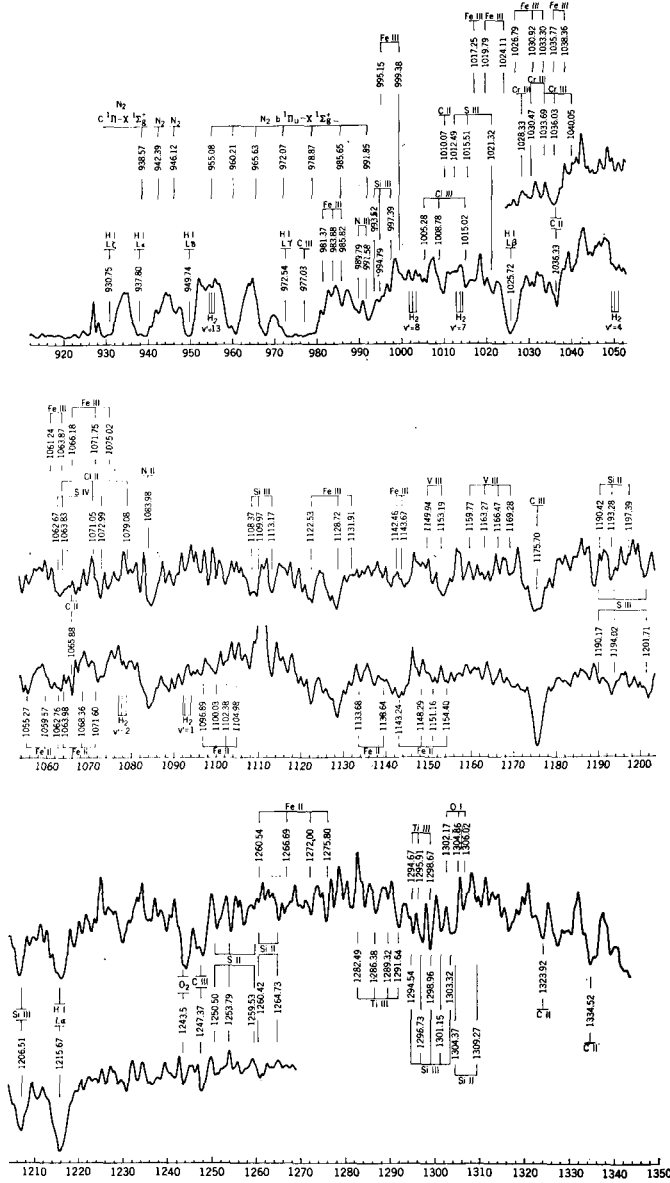 Fe III Fe III Fe III
1017.25 1019.79 1024.11 1026.79 1030.92 1033.30 1035.77 1038.36
Fe III
995.15 999.38
Cr III Cr III Cr III
1028.33 1030.47 1033.69 1036.03 1040.05
N2
C ¹Π-X ¹Σg⁺ N2 N2
938.57 942.39 946.12
N2 b ¹Πu-X ¹Σg⁺
955.08 960.21 965.63 972.07 978.87 985.65 991.85
C II S III
1010.07 1012.49 1015.51 1021.32
Si III
993.52 994.79 997.39
Cl III
1005.28 1008.78 1015.02
Fe III
981.37 983.88 985.82
N III
989.79 991.58
H I H I H I H I C III
Lζ Lε Lδ Lγ
930.75 937.80 949.74 972.54 977.03
H I
Lβ
1025.72
C II
1036.33
H2 H2 H2 H2
v'=13 v'=8 v'=7 v'=4
920 930 940 950 960 970 980 990 1000 1010 1020 1030 1040 1050
Fe III Fe III
1061.24 1063.87 1066.18 1071.75 1075.02
Cl II
S IV
1062.67 1063.83 1071.05 1072.99 1079.08
N II
1083.98
Si III
1108.37 1109.97 1113.17
Fe III
1122.53 1128.72 1131.91
Fe III
1142.46 1143.67
V III
1149.94 1153.19
V III
1159.77 1163.27 1166.47 1169.28
C III
1175.70
Si II
1190.42 1193.28 1197.39
C II
1065.88
S III
1190.17 1194.02 1201.71
1055.27 1059.57 1062.76 1063.98 1068.36 1071.60
Fe II Fe II
H2 H2
v'=2 v'=1
1096.89 1100.03 1102.38 1104.98
Fe II
1133.68 1138.64 1143.24 1148.29 1151.16 1154.40
Fe II Fe II
1060 1070 1080 1090 1100 1110 1120 1130 1140 1150 1160 1170 1180 1190 1200
Fe II
1260.54 1266.69 1272.00 1275.80
Ti III
1294.67 1295.91 1298.67
O I
1302.17 1304.86 1306.02
Si III
1206.51
H I
Lα
1215.67
O2
1243.5
C III
1247.37
S II
1250.50 1253.79 1259.53
Si II
1260.42 1264.73
1282.49 1286.38 1289.32 1291.64
Ti III
1294.54 1296.73 1298.96 1301.15 1303.32
Si III
1304.37 1309.27
Si II
1323.92
C II
1334.52
C II
1210 1220 1230 1240 1250 1260 1270 1280 1290 1300 1310 1320 1330 1340 1350